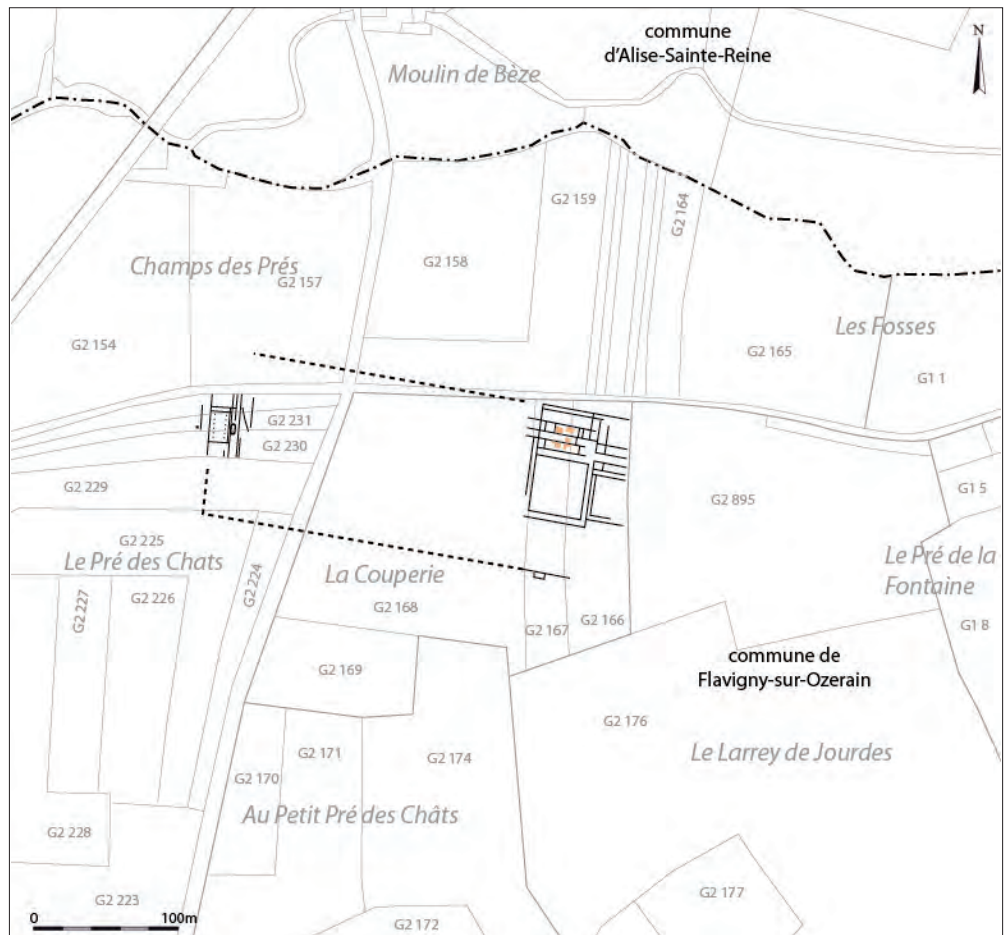 commune
d'Alise-Sainte-Reine
N
Moulin de Bèze
G2 159
G2 164
Champs des Prés
G2 157
G2 158
Les Fosses
G2 154
G2 165
G1 1
G2 231
G2 230
G2 229
G2 895
G1 5
G2 225
Le Pré des Chats
G2 224
La Couperie
Le Pré de la
Fontaine
G2 227
G2 226
G2 168
G2 167
G2 166
G1 8
commune de
Flavigny-sur-Ozerain
G2 169
G2 176
G2 171
G2 174
Le Larrey de Jourdes
G2 170
Au Petit Pré des Châts
G2 228
G2 223
G2 177
G2 172
0
100m